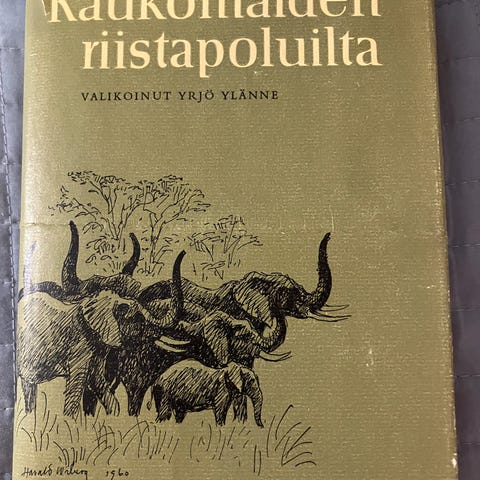 Kaukomaiden
riistapoluilta
VALIKOINUT YRJÖ YLÄNNE
Harald Wiberg 1960